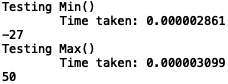 Testing Min()
Time taken: 0.000002861
-27
Testing Max()
Time taken: 0.000003099
50